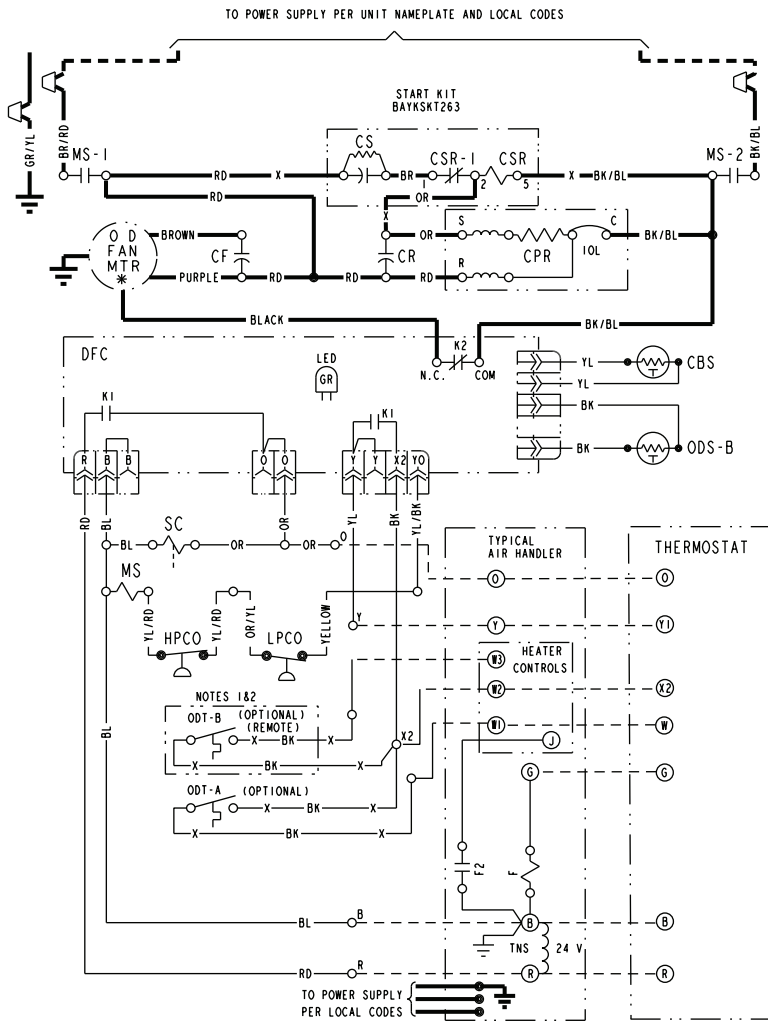 TO POWER SUPPLY PER UNIT NAMEPLATE AND LOCAL CODES
START KIT
BAYKSKT263
GR/YL
BR/RD
BK/BL
MS-1
CS
CSR-1
CSR
MS-2
RD
X
BR
1
2
5
X
BK/BL
RD
OR
X
O D
FAN
MTR
*
BROWN
CF
PURPLE
RD
RD
CR
OR
RD
S
C
CPR
IOL
R
BK/BL
BLACK
BK/BL
DFC
LED
GR
K2
N.C.
COM
YL
CBS
YL
BK
BK
ODS-B
K1
K1
R
B
B
O
O
Y
Y
X2
YO
RD
BL
OR
YL
BK
YL/BK
SC
BL
OR
OR
O
MS
YL/RD
HPCO
YL/RD
OR/YL
LPCO
YELLOW
Y
TYPICAL
AIR HANDLER
THERMOSTAT
O
O
Y
Y1
W3
HEATER
CONTROLS
W2
X2
W1
W
J
G
G
NOTES 1&2
ODT-B
(OPTIONAL)
(REMOTE)
X
BK
X
X
BK
X
X2
BL
ODT-A
(OPTIONAL)
X
BK
X
X
BK
X
F2
F
BL
B
B
B
TNS
24 V
RD
R
R
R
TO POWER SUPPLY
PER LOCAL CODES